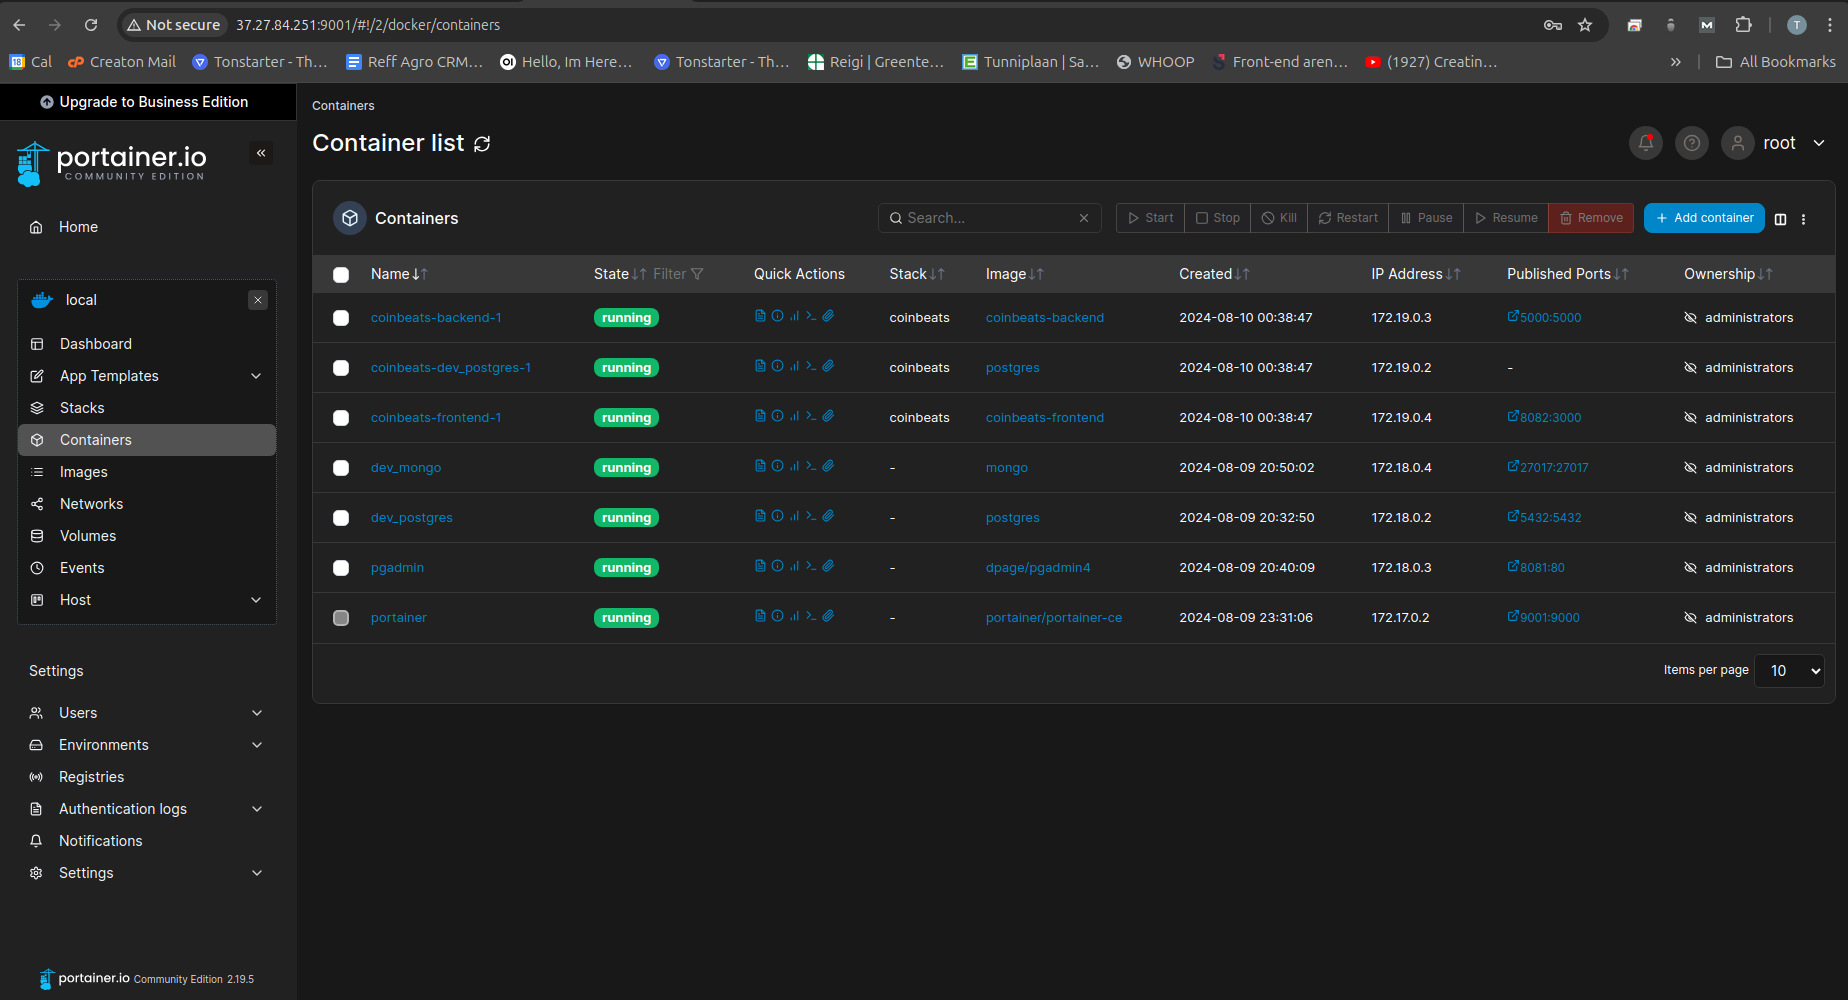 Not secure 37.27.84.251:9001/#!/2/docker/containers
Cal Creaton Mail Tonstarter - Th... Reff Agro CRM... Hello, Im Here... Tonstarter - Th... Reigi | Greente... Tunniplaan | Sa... WHOOP Front-end aren... (1927) Creatin... » All Bookmarks
Upgrade to Business Edition
portainer.io
COMMUNITY EDITION
Home
local
Dashboard
App Templates
Stacks
Containers
Images
Networks
Volumes
Events
Host
Settings
Users
Environments
Registries
Authentication logs
Notifications
Settings
portainer.io Community Edition 2.19.5
Containers
Container list
root
Containers Search... Start Stop Kill Restart Pause Resume Remove + Add container
Name State Filter Quick Actions Stack Image Created IP Address Published Ports Ownership
coinbeats-backend-1 running coinbeats coinbeats-backend 2024-08-10 00:38:47 172.19.0.3 5000:5000 administrators
coinbeats-dev_postgres-1 running coinbeats postgres 2024-08-10 00:38:47 172.19.0.2 - administrators
coinbeats-frontend-1 running coinbeats coinbeats-frontend 2024-08-10 00:38:47 172.19.0.4 8082:3000 administrators
dev_mongo running - mongo 2024-08-09 20:50:02 172.18.0.4 27017:27017 administrators
dev_postgres running - postgres 2024-08-09 20:32:50 172.18.0.2 5432:5432 administrators
pgadmin running - dpage/pgadmin4 2024-08-09 20:40:09 172.18.0.3 8081:80 administrators
portainer running - portainer/portainer-ce 2024-08-09 23:31:06 172.17.0.2 9001:9000 administrators
Items per page 10